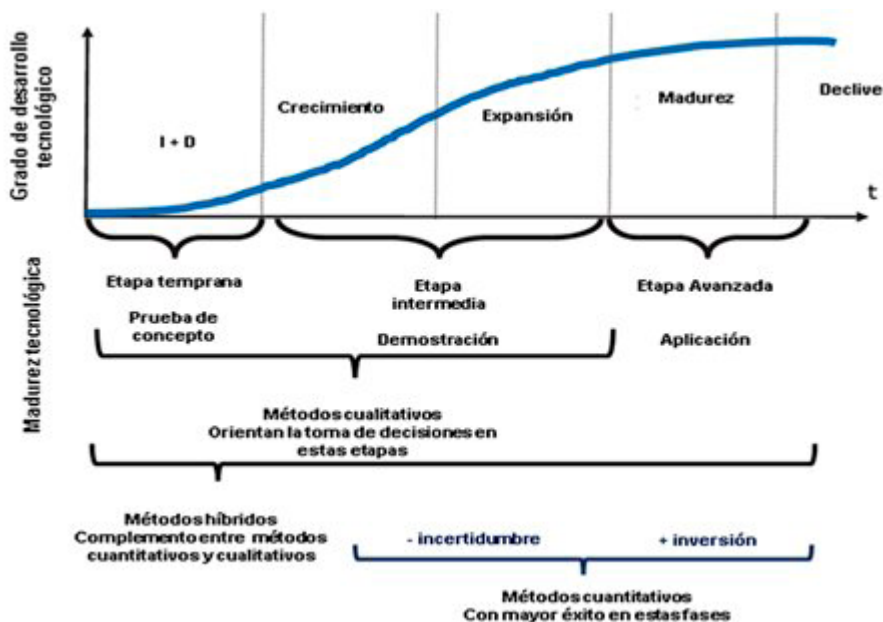 Grado de desarrollo
tecnológico
I + D
Crecimiento
Expansión
Madurez
Declive
t
Madurez tecnológica
Etapa temprana
Etapa
intermedia
Etapa Avanzada
Prueba de
concepto
Demostración
Aplicación
Métodos cualitativos
Orientan la toma de decisiones en
estas etapas
Métodos híbridos
Complemento entre métodos
cuantitativos y cualitativos
- incertidumbre
+ inversión
Métodos cuantitativos
Con mayor éxito en estas fases